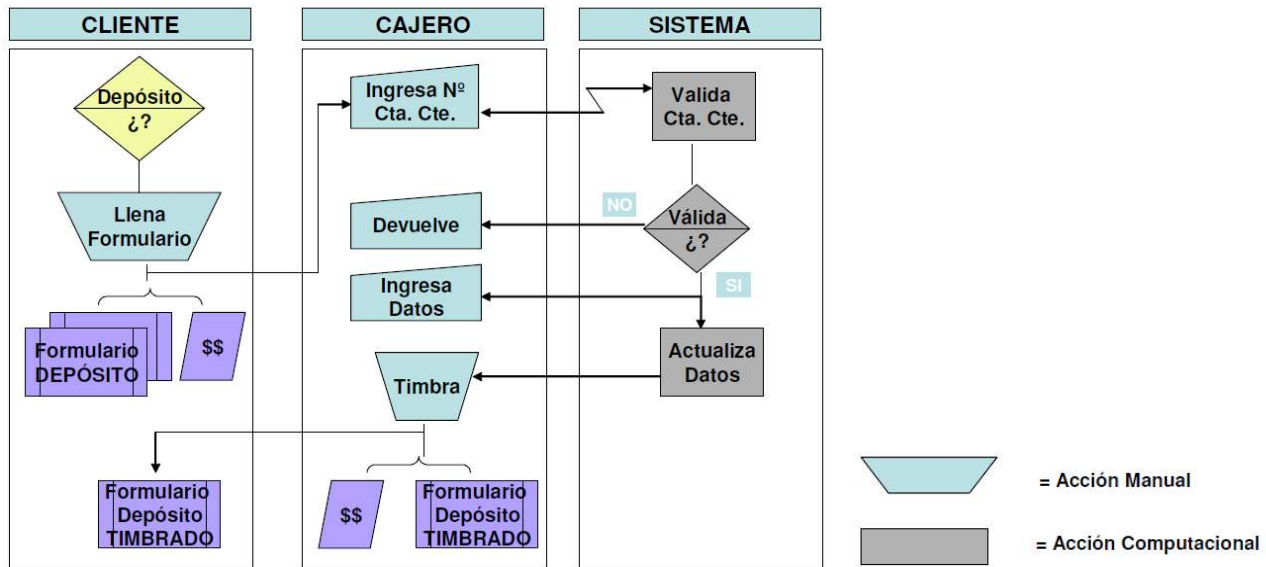 CLIENTE
CAJERO
SISTEMA
Depósito
¿?
Llena
Formulario
Formulario
DEPÓSITO
$$
Formulario
Depósito
TIMBRADO
Ingresa Nº
Cta. Cte.
Devuelve
Ingresa
Datos
Timbra
$$
Formulario
Depósito
TIMBRADO
Valida
Cta. Cte.
NO
Válida
¿?
SI
Actualiza
Datos
= Acción Manual
= Acción Computacional